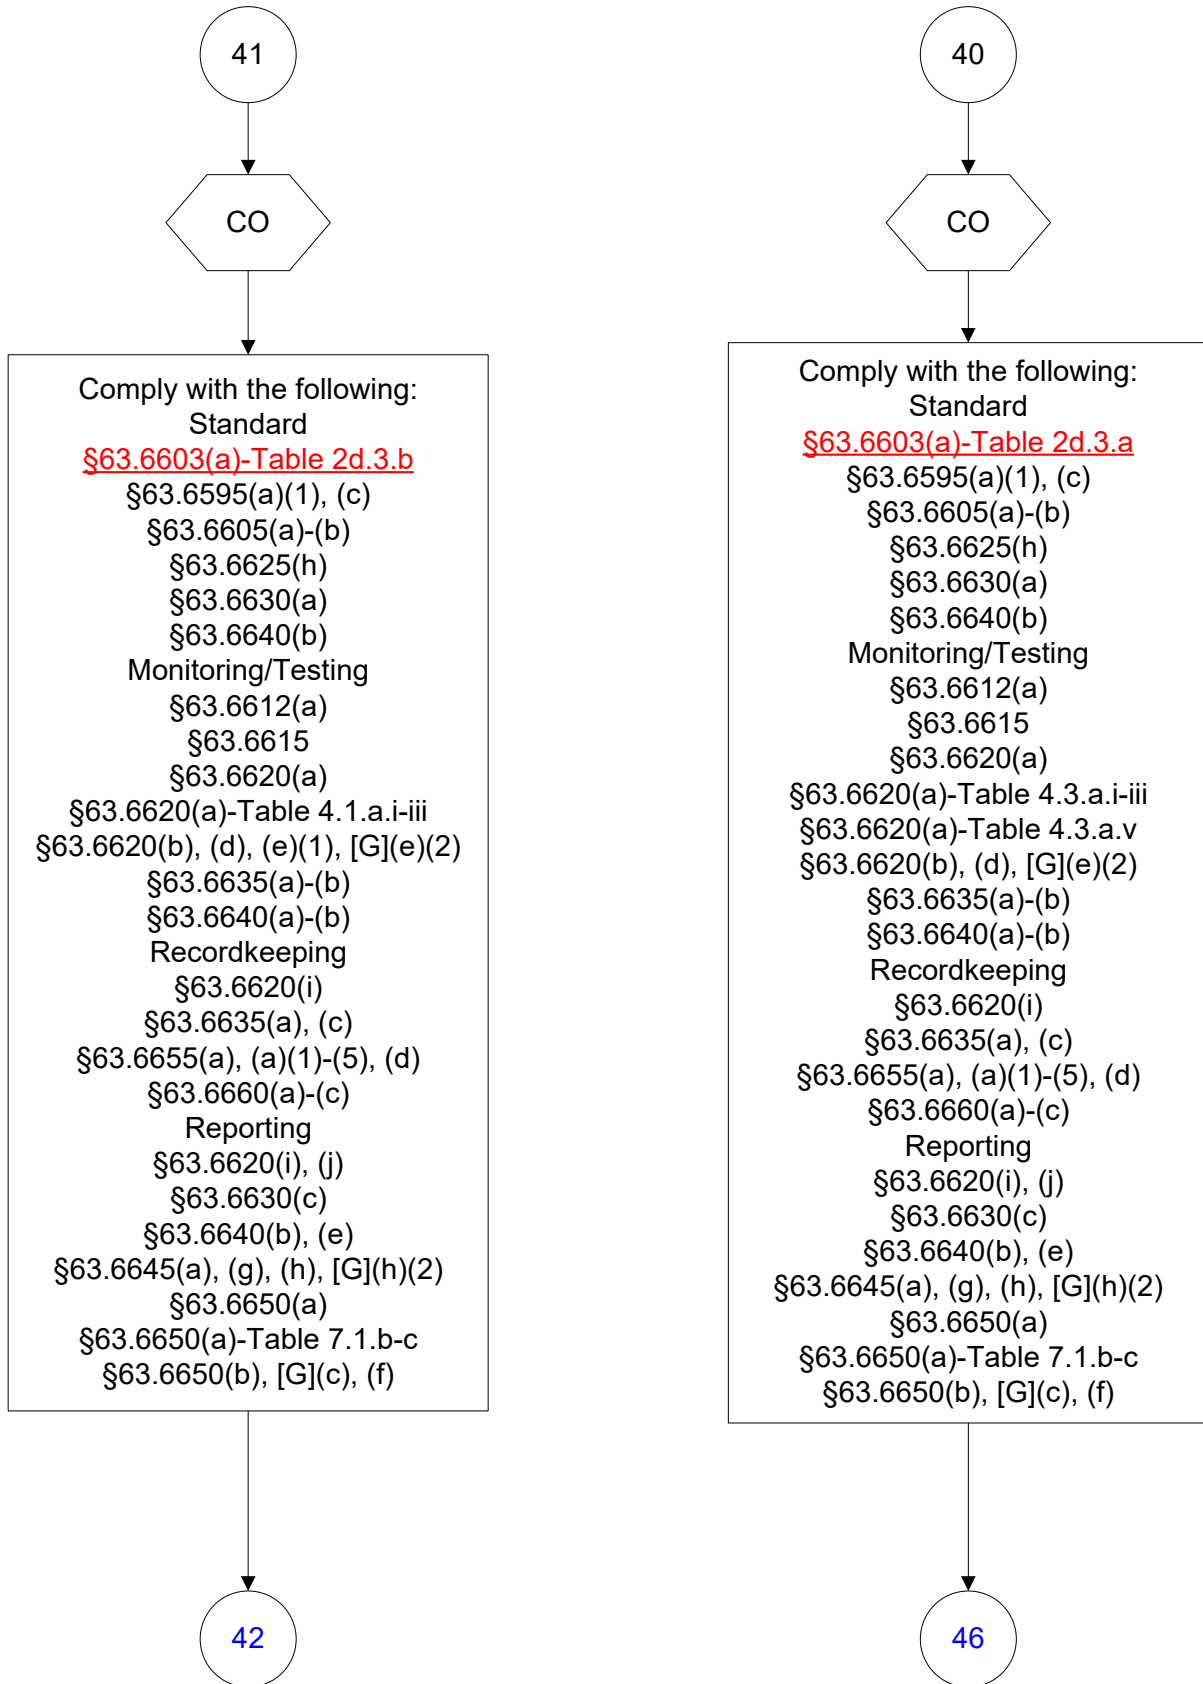 41
CO
Comply with the following:
Standard
§63.6603(a)-Table 2d.3.b
§63.6595(a)(1), (c)
§63.6605(a)-(b)
§63.6625(h)
§63.6630(a)
§63.6640(b)
Monitoring/Testing
§63.6612(a)
§63.6615
§63.6620(a)
§63.6620(a)-Table 4.1.a.i-iii
§63.6620(b), (d), (e)(1), [G](e)(2)
§63.6635(a)-(b)
§63.6640(a)-(b)
Recordkeeping
§63.6620(i)
§63.6635(a), (c)
§63.6655(a), (a)(1)-(5), (d)
§63.6660(a)-(c)
Reporting
§63.6620(i), (j)
§63.6630(c)
§63.6640(b), (e)
§63.6645(a), (g), (h), [G](h)(2)
§63.6650(a)
§63.6650(a)-Table 7.1.b-c
§63.6650(b), [G](c), (f)
42
40
CO
Comply with the following:
Standard
§63.6603(a)-Table 2d.3.a
§63.6595(a)(1), (c)
§63.6605(a)-(b)
§63.6625(h)
§63.6630(a)
§63.6640(b)
Monitoring/Testing
§63.6612(a)
§63.6615
§63.6620(a)
§63.6620(a)-Table 4.3.a.i-iii
§63.6620(a)-Table 4.3.a.v
§63.6620(b), (d), [G](e)(2)
§63.6635(a)-(b)
§63.6640(a)-(b)
Recordkeeping
§63.6620(i)
§63.6635(a), (c)
§63.6655(a), (a)(1)-(5), (d)
§63.6660(a)-(c)
Reporting
§63.6620(i), (j)
§63.6630(c)
§63.6640(b), (e)
§63.6645(a), (g), (h), [G](h)(2)
§63.6650(a)
§63.6650(a)-Table 7.1.b-c
§63.6650(b), [G](c), (f)
46